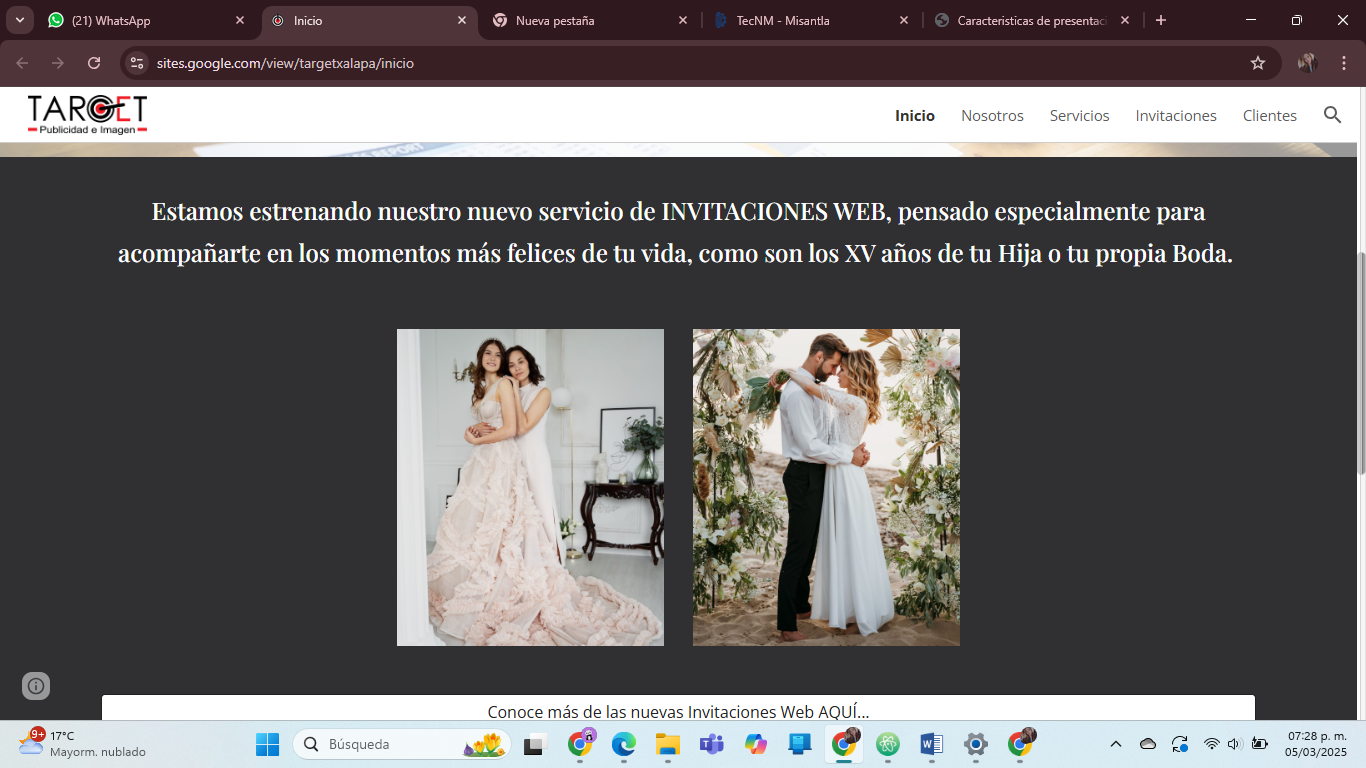 (21) WhatsApp
Inicio
Nueva pestaña
TecNM - Misantla
Caracteristicas de presentaci
sites.google.com/view/targetxalapa/inicio
TARGET
Publicidad e Imagen
Inicio
Nosotros
Servicios
Invitaciones
Clientes
REPORT
Estamos estrenando nuestro nuevo servicio de INVITACIONES WEB, pensado especialmente para
acompañarte en los momentos más felices de tu vida, como son los XV años de tu Hija o tu propia Boda.
Conoce más de las nuevas Invitaciones Web AQUÍ...
9+
17°C
Mayorm. nublado
Búsqueda
07:28 p. m.
05/03/2025